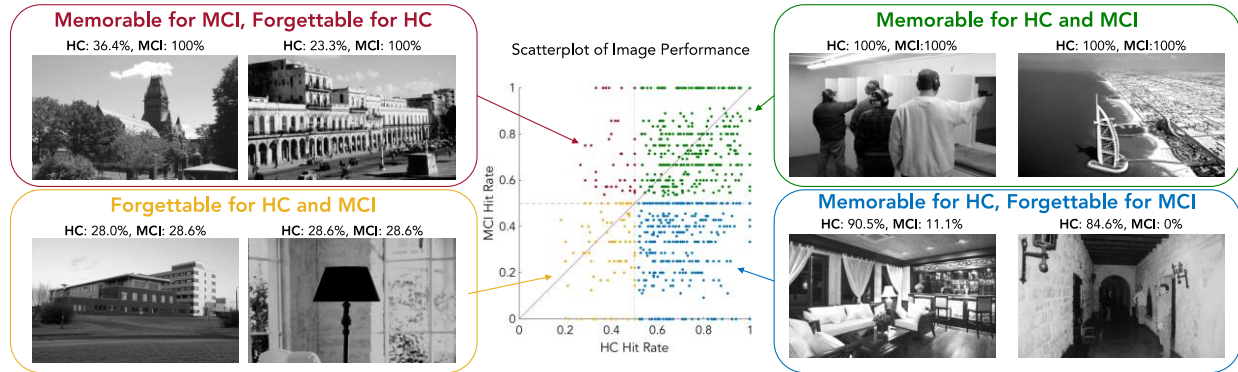 Memorable for MCI, Forgettable for HC
HC: 36.4%, MCI: 100%
HC: 23.3%, MCI: 100%
Forgettable for HC and MCI
HC: 28.0%, MCI: 28.6%
HC: 28.6%, MCI: 28.6%
Scatterplot of Image Performance
MCI Hit Rate
1
0.8
0.6
0.4
0.2
0
0
0.2
0.4
0.6
0.8
1
HC Hit Rate
Memorable for HC and MCI
HC: 100%, MCI:100%
HC: 100%, MCI:100%
Memorable for HC, Forgettable for MCI
HC: 90.5%, MCI: 11.1%
HC: 84.6%, MCI: 0%